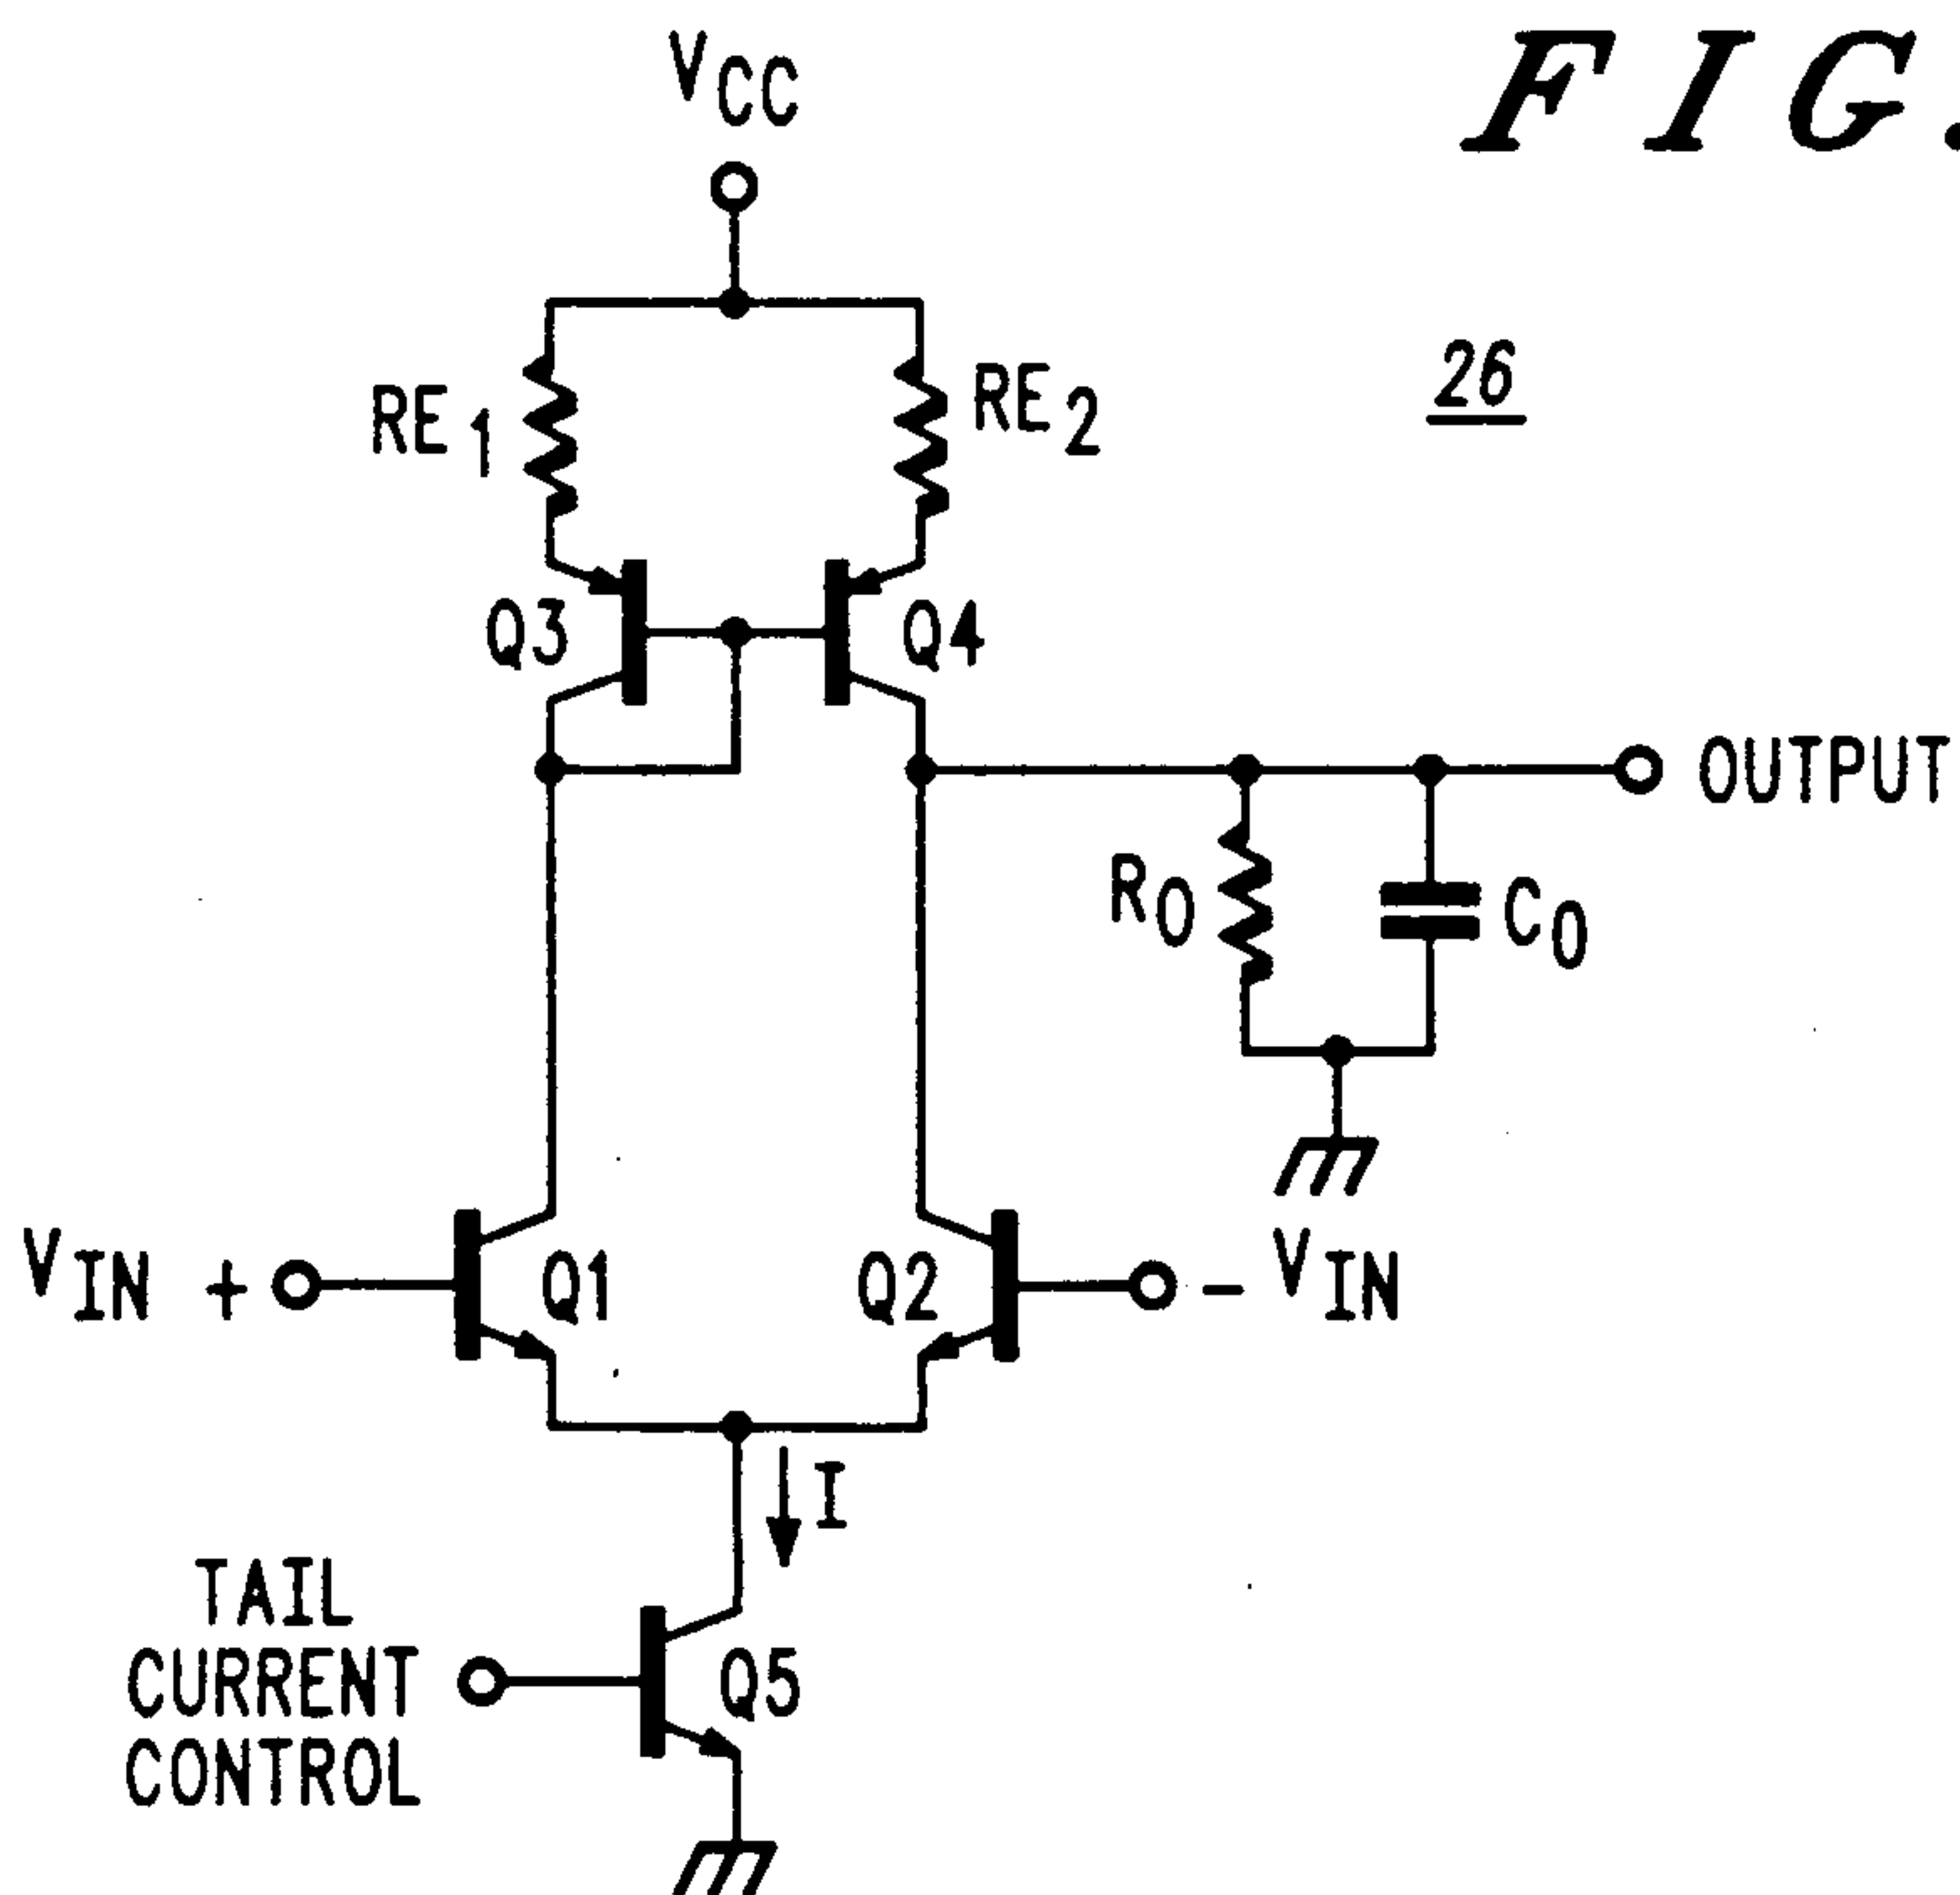 VCC
FIG.
RE1
RE2
26
Q3
Q4
OUTPUT
RO
CO
VIN +
Q1
Q2
- VIN
I
TAIL
CURRENT
CONTROL
Q5